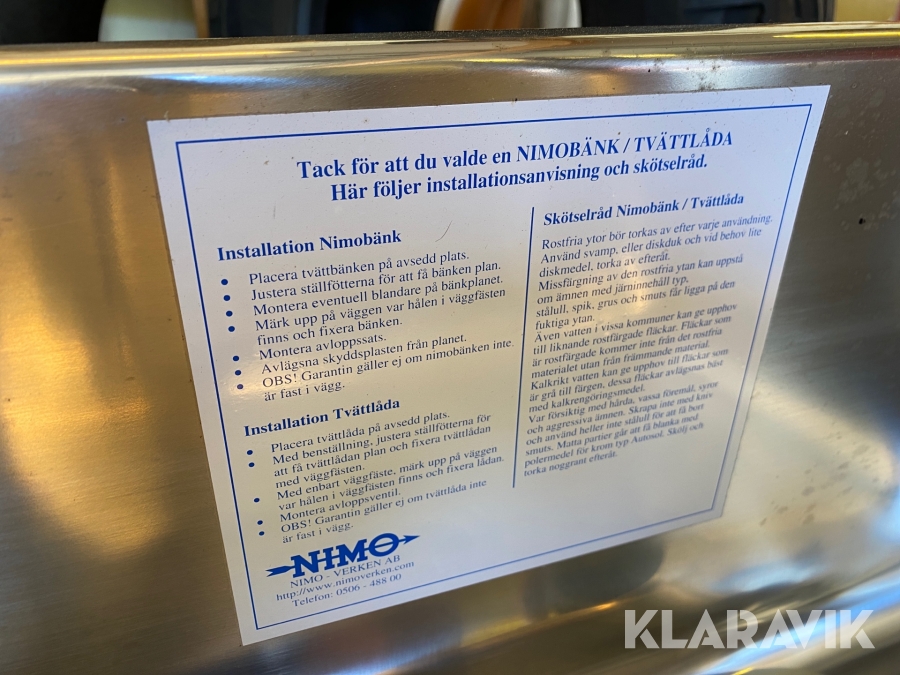 Tack för att du valde en NIMOBÄNK / TVÄTTLÅDA
Här följer installationsanvisning och skötselråd.
Installation Nimobänk
• Placera tvättbänken på avsedd plats.
• Justera ställfötterna för att få bänken plan.
• Montera eventuell blandare på bänkplanet.
• Märk upp på väggen var hålen i väggfästen
finns och fixera bänken.
• Montera avloppssats.
• Avlägsna skyddsplasten från planet.
• OBS! Garantin gäller ej om nimobänken inte
är fast i vägg.
Installation Tvättlåda
• Placera tvättlåda på avsedd plats.
• Med benställning, justera ställfötterna för
att få tvättlådan plan och fixera tvättlådan
med väggfästen.
• Med enbart väggfäste, märk upp på väggen
var hålen i väggfästen finns och fixera lådan.
• Montera avloppsventil.
• OBS! Garantin gäller ej om tvättlåda inte
är fast i vägg.
NIMO
NIMO - VERKEN AB
http://www.nimoverken.com
Telefon: 0506 - 488 00
Skötselråd Nimobänk / Tvättlåda
Rostfria ytor bör torkas av efter varje användning.
Använd svamp, eller diskduk och vid behov lite
diskmedel, torka av efteråt.
Missfärgning av den rostfria ytan kan uppstå
om ämnen med järninnehåll typ,
stålull, spik, grus och smuts får ligga på den
fuktiga ytan.
Även vatten i vissa kommuner kan ge upphov
till liknande rostfärgade fläckar. Fläckar som
är rostfärgade kommer inte från det rostfria
materialet utan från främmande material.
Kalkrikt vatten kan ge upphov till fläckar som
är grå till färgen, dessa fläckar avlägsnas bäst
med kalkrengöringsmedel.
Var försiktig med hårda, vassa föremål, syror
och aggressiva ämnen. Skrapa inte med kniv
och använd heller inte stålull för att få bort
smuts. Matta partier går att få blanka med
polermedel för krom typ Autosol. Skölj och
torka noggrant efteråt.
KLARAVIK